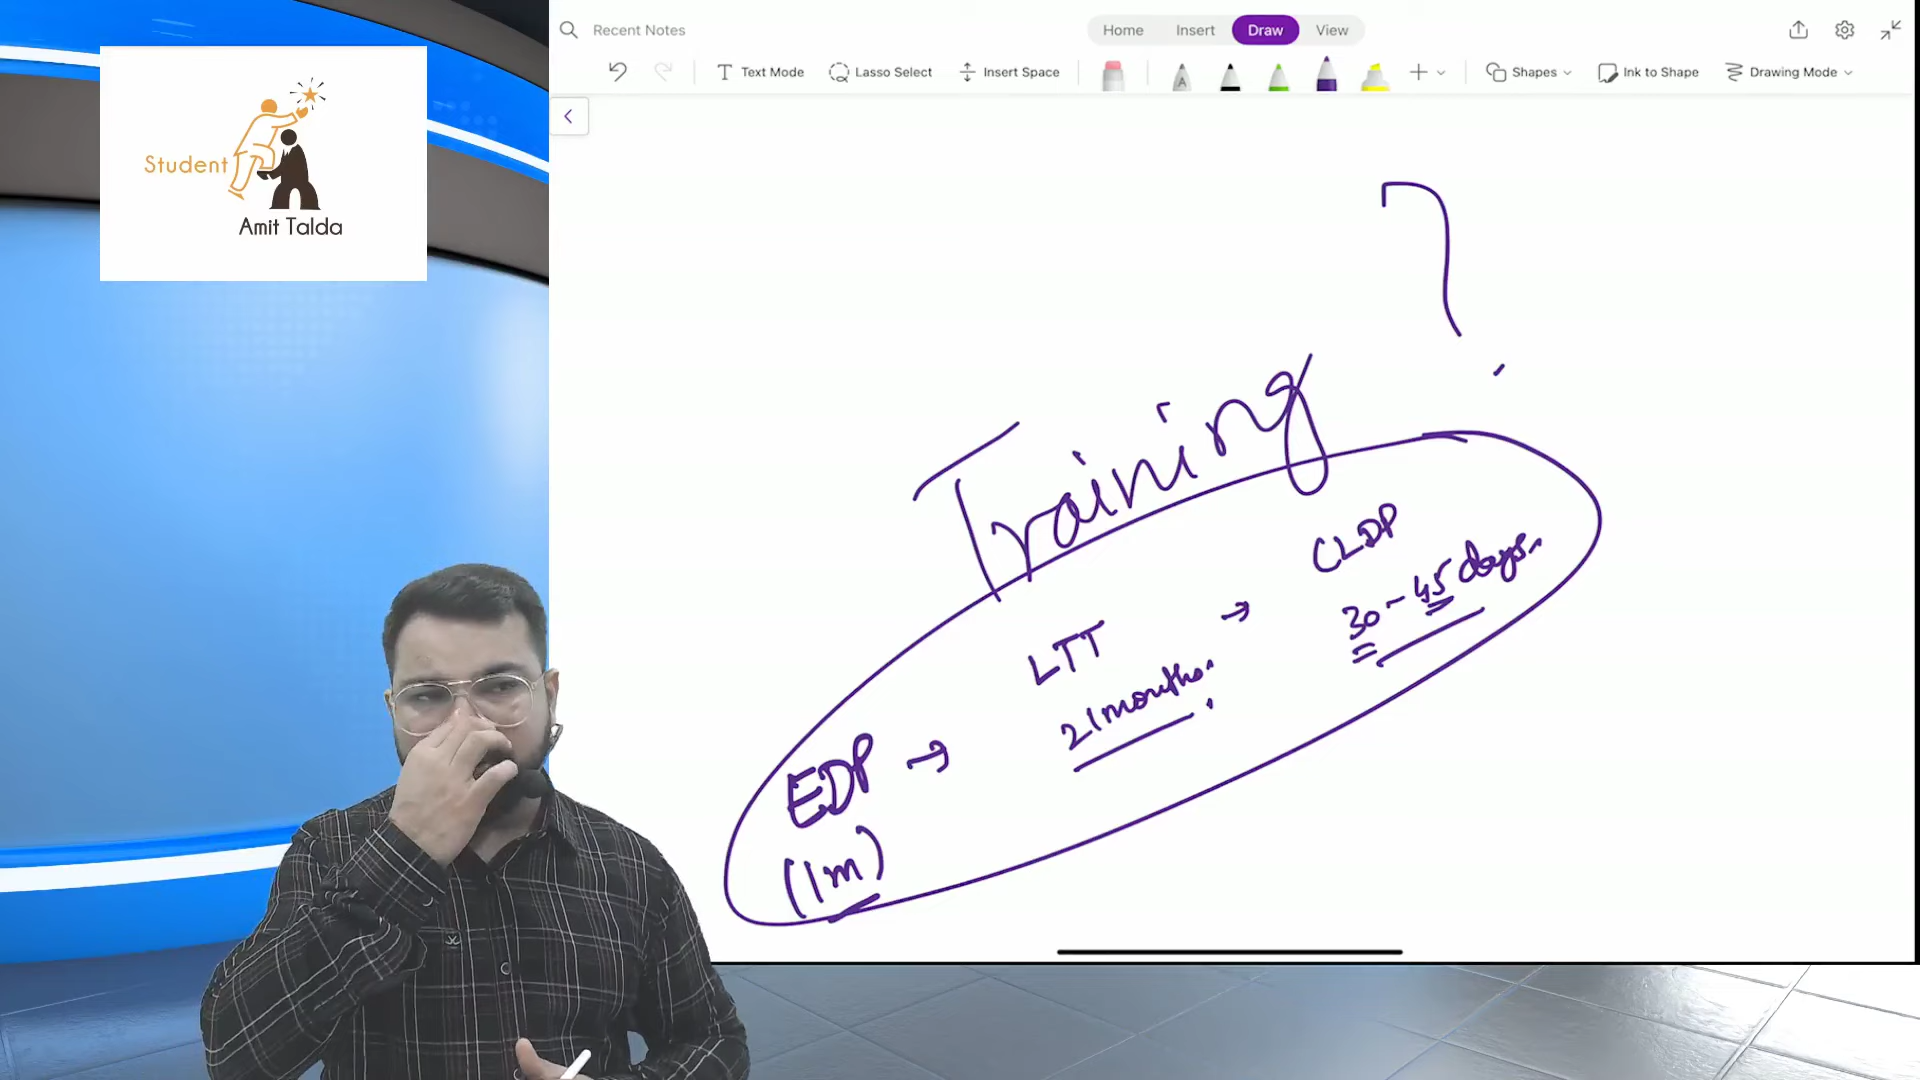 Student
Amit Talda
Recent Notes
Home Insert Draw View
Text Mode Lasso Select Insert Space A Shapes Ink to Shape Drawing Mode
?
Training
CLDP
30-45 days.
LTT →
21 months.
EDP →
(1m)